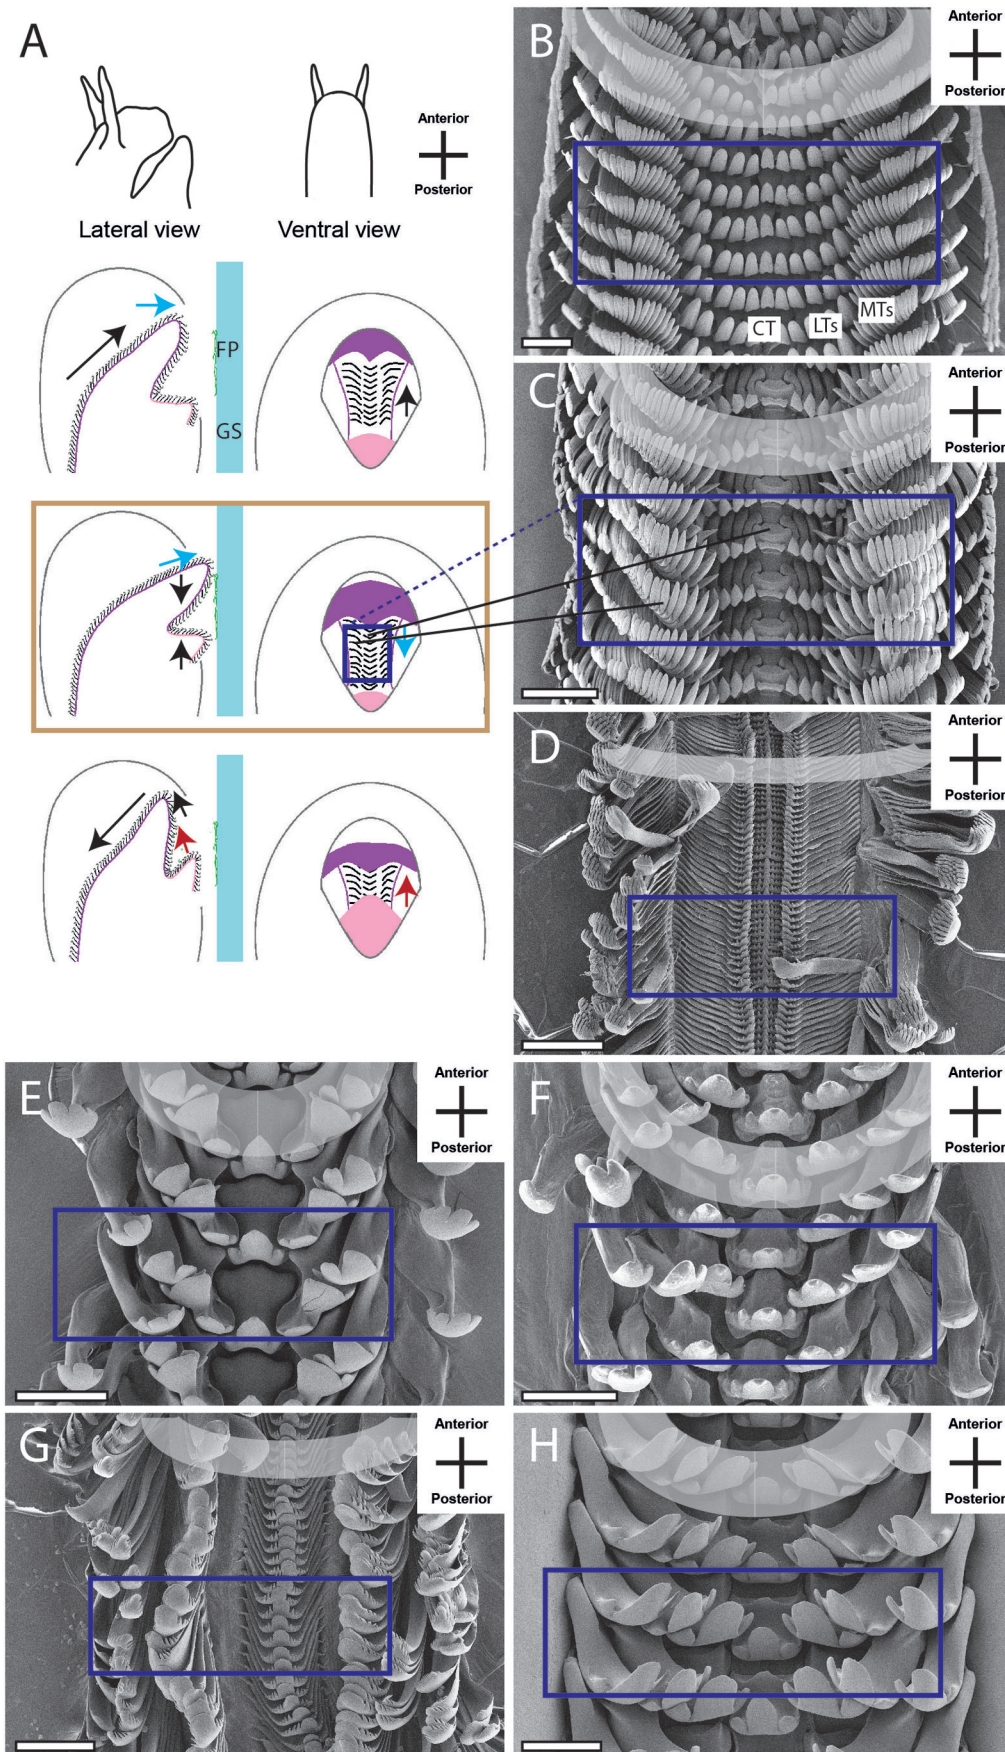 A
Anterior
Posterior
Lateral view
Ventral view
FP
GS
B
Anterior
Posterior
CT
LTs
MTs
C
Anterior
Posterior
D
Anterior
Posterior
E
Anterior
Posterior
F
Anterior
Posterior
G
Anterior
Posterior
H
Anterior
Posterior